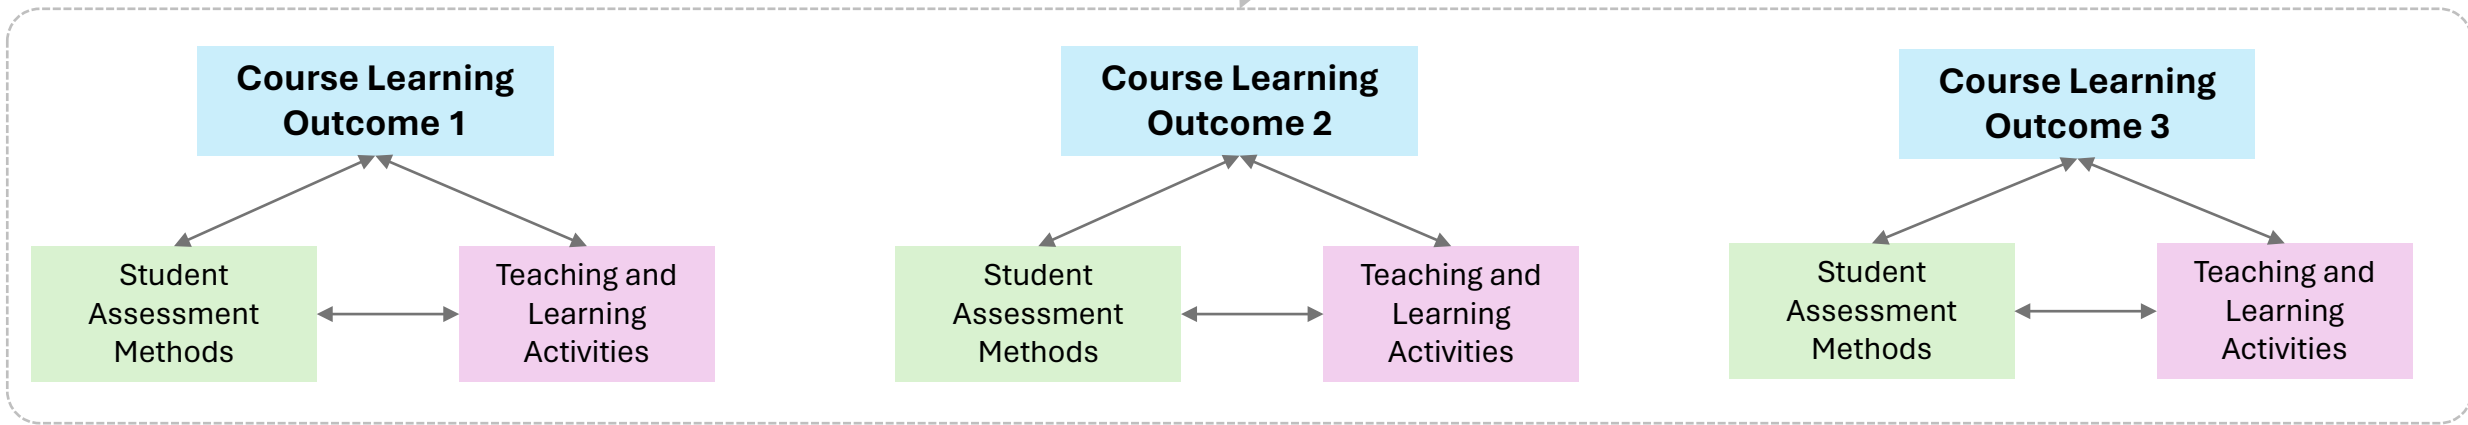 Course Learning
Outcome 1
Student
Assessment
Methods
Teaching and
Learning
Activities
Course Learning
Outcome 2
Student
Assessment
Methods
Teaching and
Learning
Activities
Course Learning
Outcome 3
Student
Assessment
Methods
Teaching and
Learning
Activities